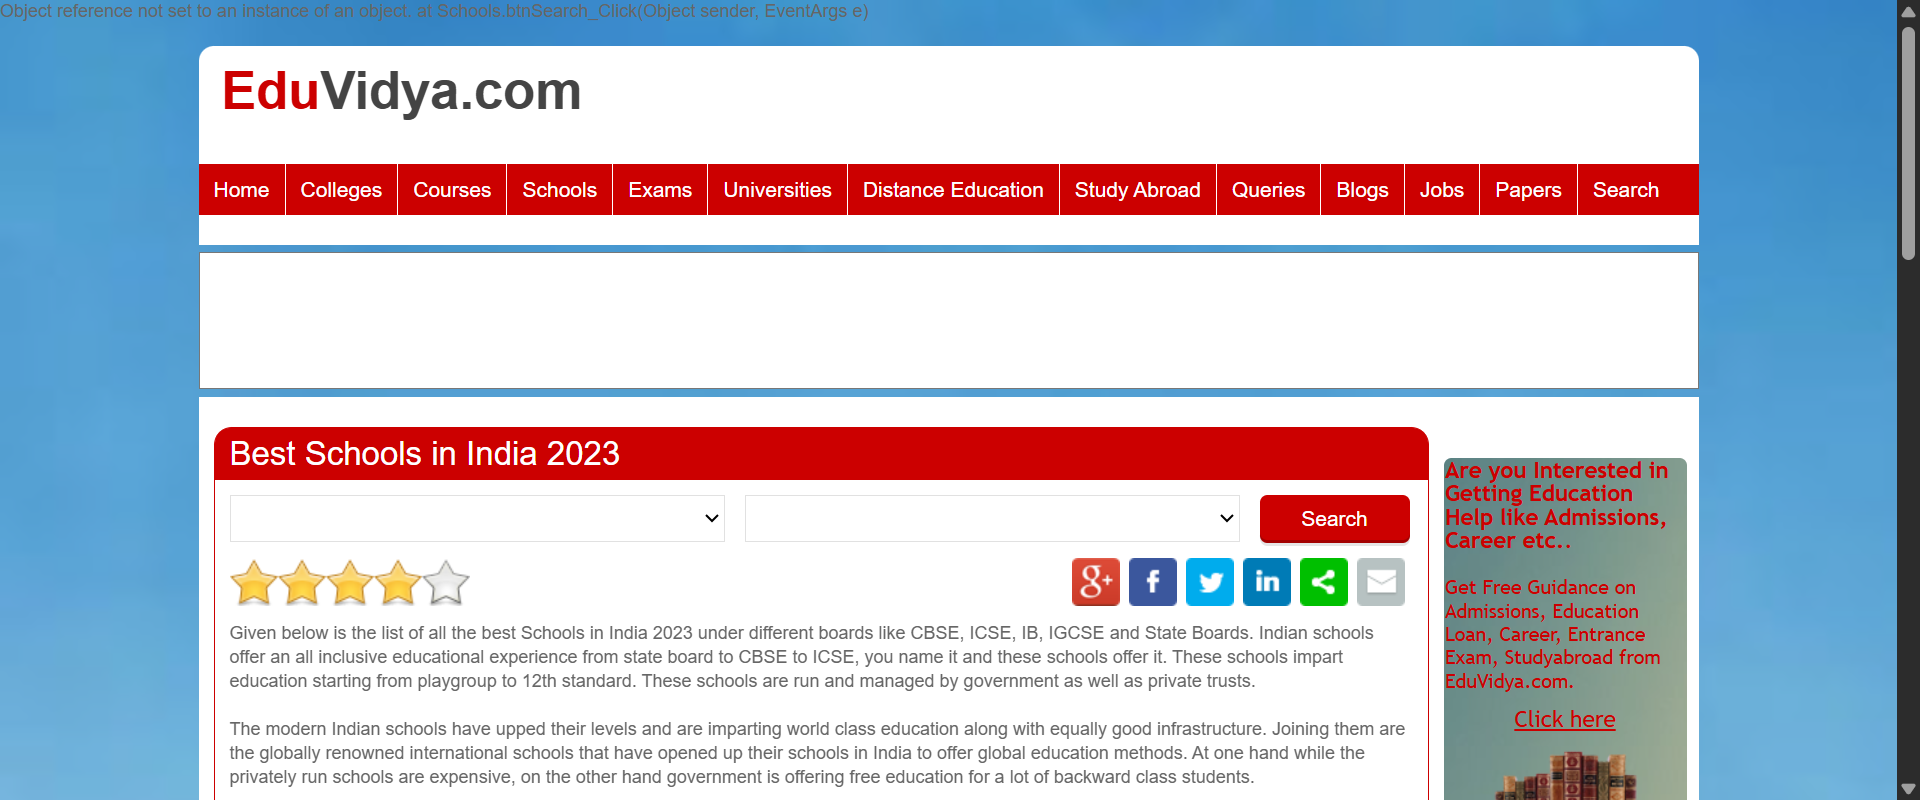 Object reference not set to an instance of an object. at Schools.btnSearch_Click(Object sender, EventArgs e)
EduVidya.com
Home Colleges Courses Schools Exams Universities Distance Education Study Abroad Queries Blogs Jobs Papers Search
Best Schools in India 2023
Search
g+ f in
Given below is the list of all the best Schools in India 2023 under different boards like CBSE, ICSE, IB, IGCSE and State Boards. Indian schools
offer an all inclusive educational experience from state board to CBSE to ICSE, you name it and these schools offer it. These schools impart
education starting from playgroup to 12th standard. These schools are run and managed by government as well as private trusts.
The modern Indian schools have upped their levels and are imparting world class education along with equally good infrastructure. Joining them are
the globally renowned international schools that have opened up their schools in India to offer global education methods. At one hand while the
privately run schools are expensive, on the other hand government is offering free education for a lot of backward class students.
Are you Interested in
Getting Education
Help like Admissions,
Career etc..
Get Free Guidance on
Admissions, Education
Loan, Career, Entrance
Exam, Studyabroad from
EduVidya.com.
Click here